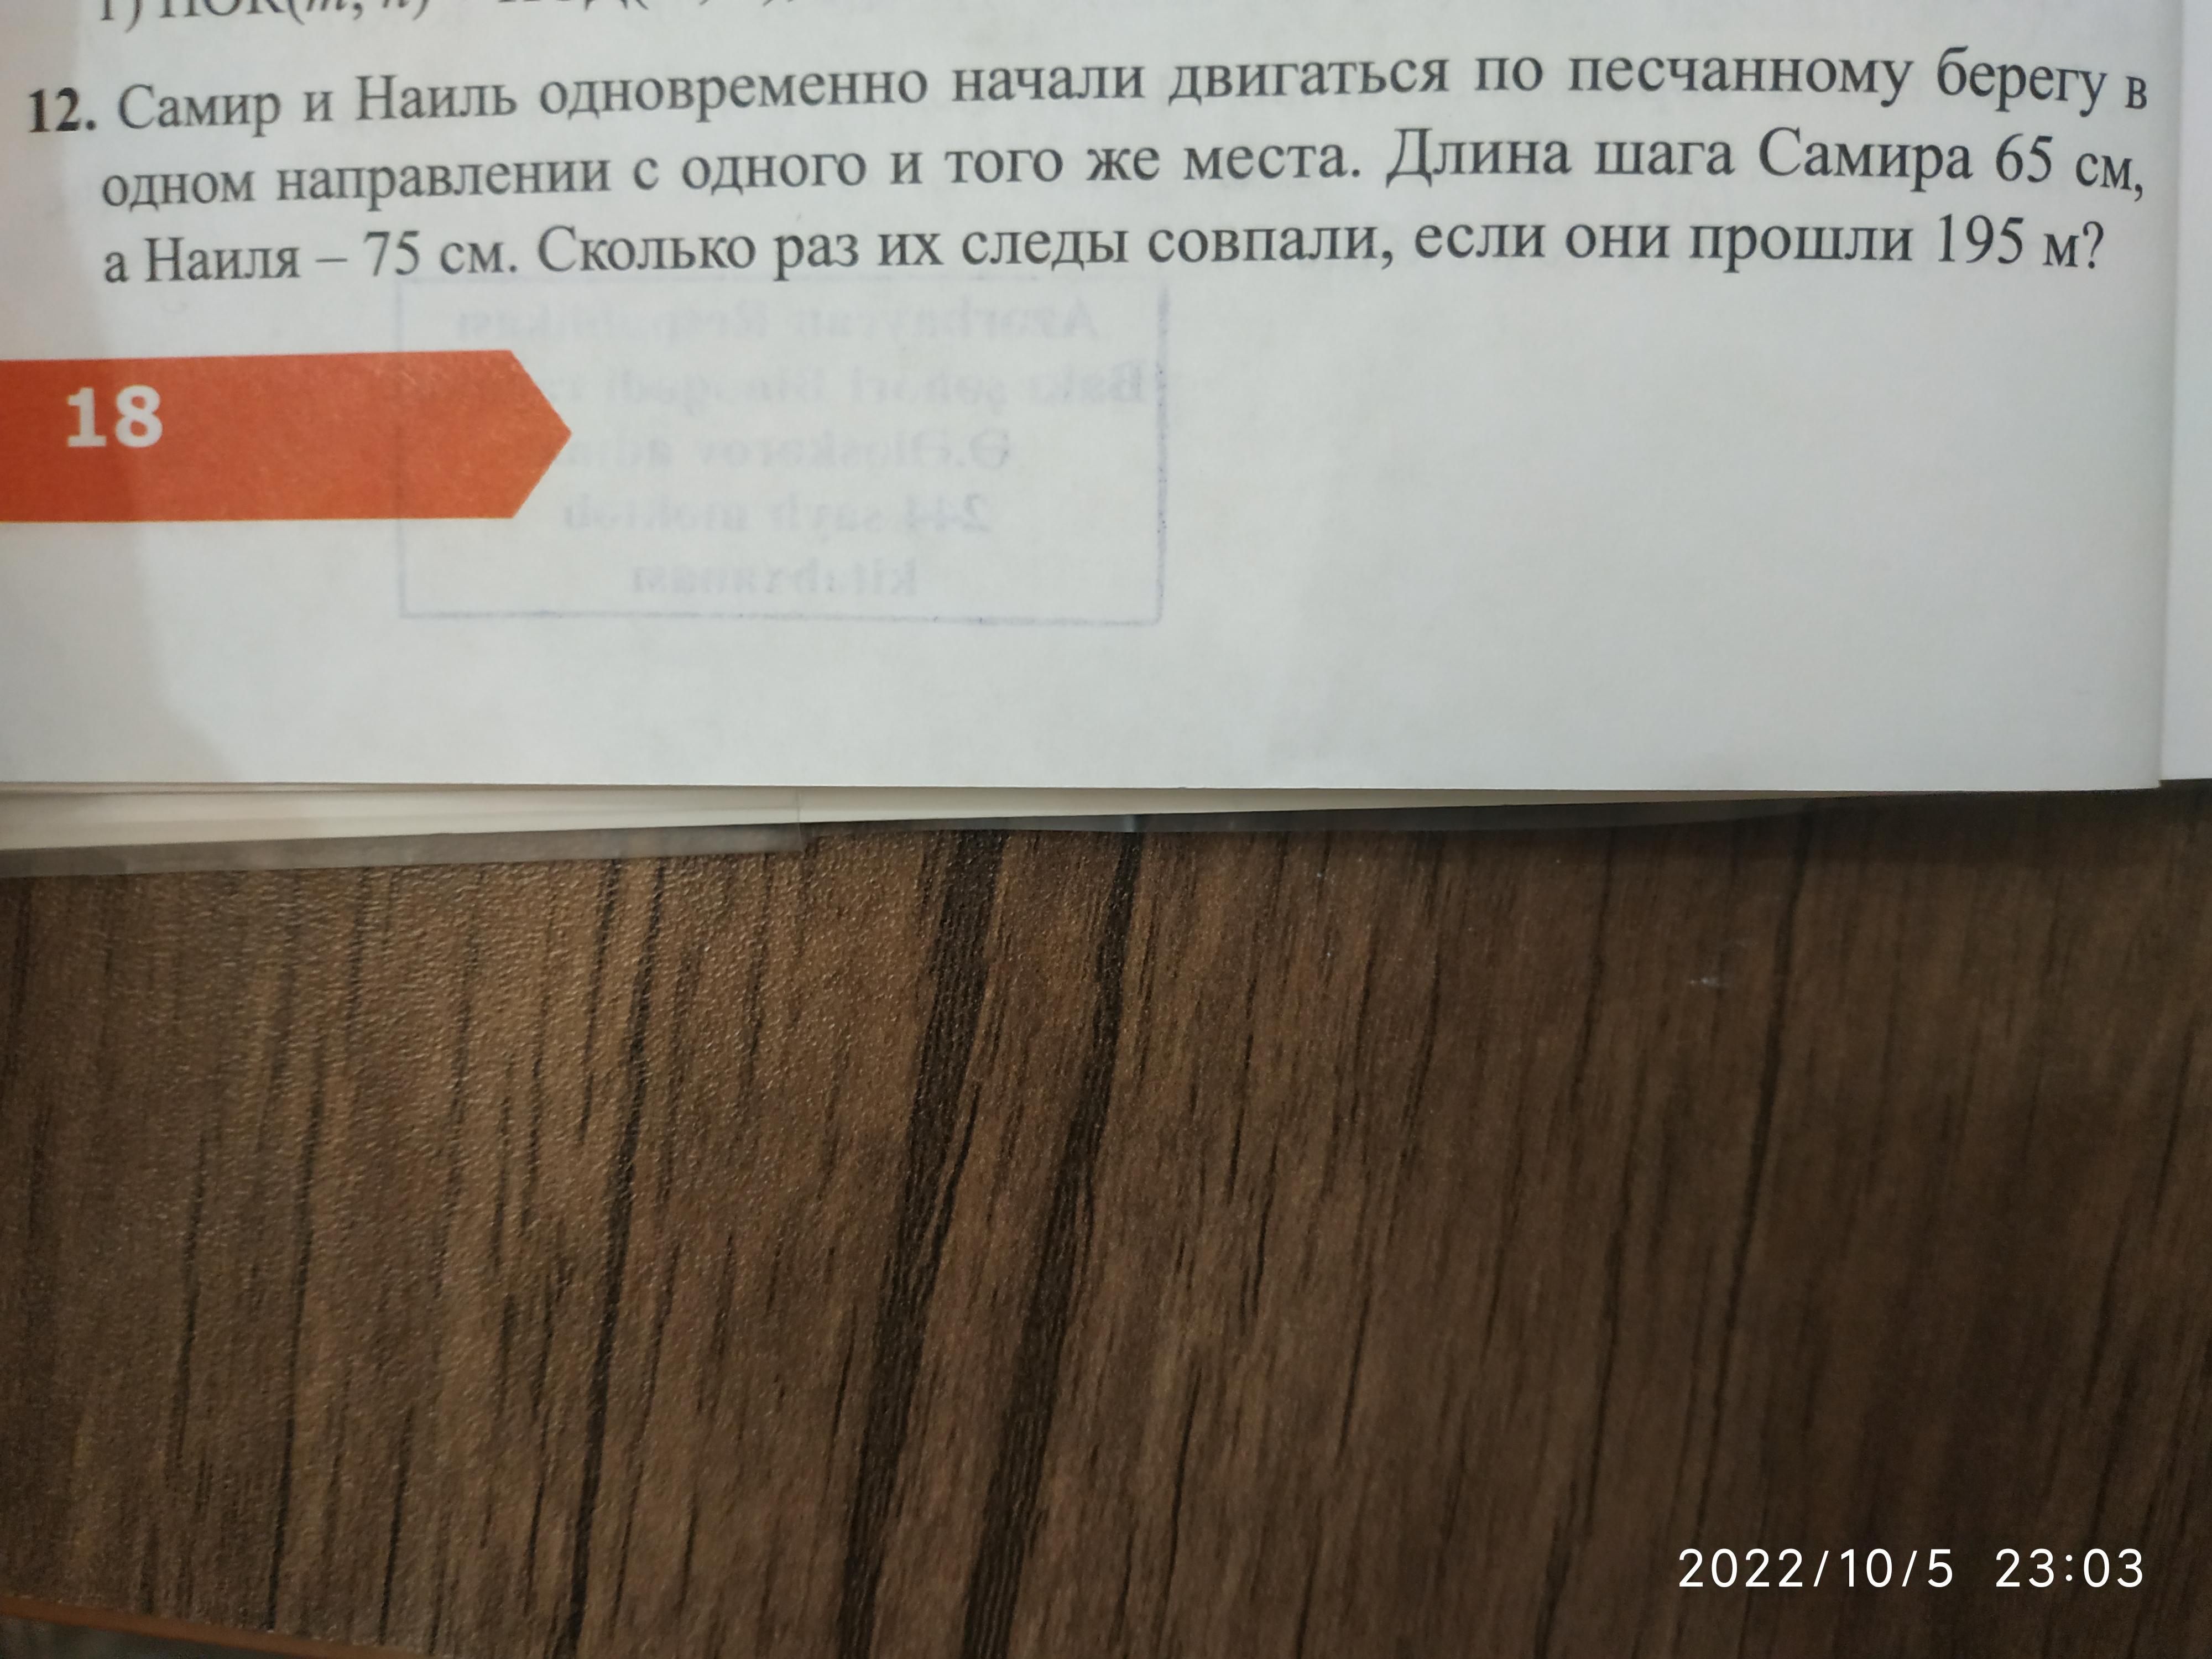 12. Самир и Наиль одновременно начали двигаться по песчанному берегу в
одном направлении с одного и того же места. Длина шага Самира 65 см,
а Наиля – 75 см. Сколько раз их следы совпали, если они прошли 195 м?
18
2022/10/5 23:03